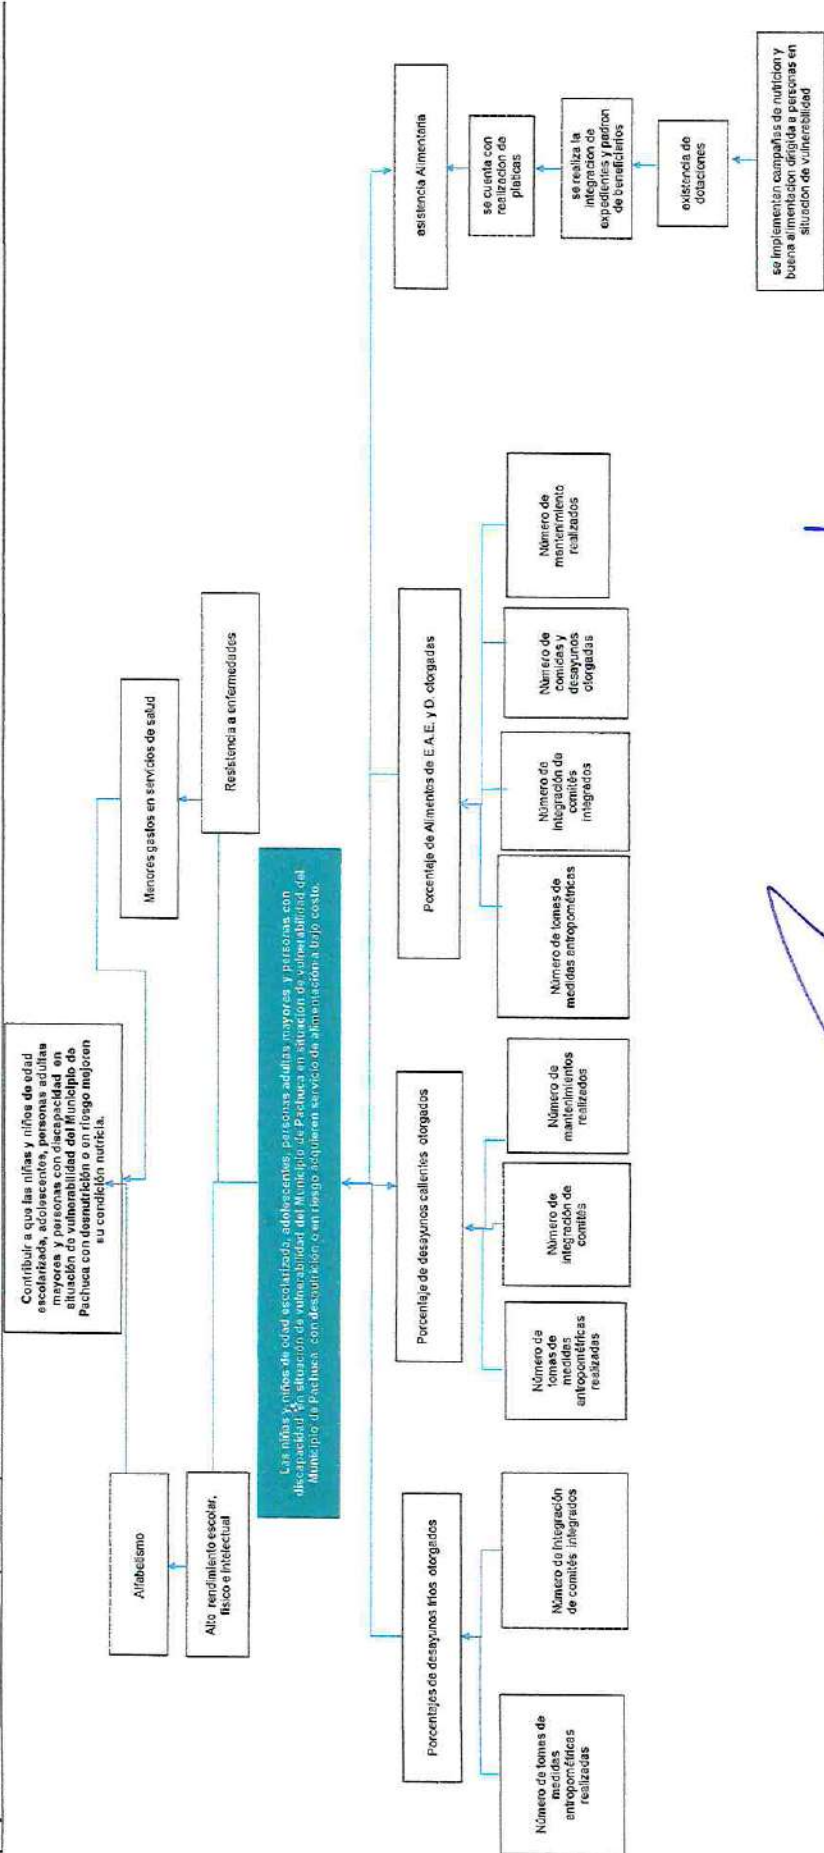 Contribuir a que las niñas y niños de edad
escolarizada, adolescentes, personas adultas
mayores y personas con discapacidad en
situación de vulnerabilidad del Municipio de
Pachuca con desnutrición o en riesgo mejoren
su condición nutricia.
Alfabetismo
Menores gastos en servicios de salud
Alto rendimiento escolar,
fisico e intelectual
Resistencia a enfermedades
Las niñas y niños de edad escolarizada, adolescentes, personas adultas mayores y personas con
discapacidad en situación de vulnerabilidad del Municipio de Pachuca en situación de vulnerabilidad del
Municipio de Pachuca con desnutrición o en riesgo adquieren servicio de alimentación a bajo costo.
Porcentajes de desayunos frios otorgados
Porcentaje de desayunos calientes otorgados
Porcentaje de Alimentos de E.A.E. y D. otorgadas
asistencia Alimentaria
Número de tomas de
medidas
antropométricas
realizadas
Número de integración
de comités integrados
Número de
tomas de
medidas
antropométricas
realizadas
Número de
integración de
comités
Número de
mantenimientos
realizados
Número de tomas de
medidas antropométricas
Número de
integración de
comités
integrados
Número de
comidas y
desayunos
otorgadas
Número de
mantenimiento
realizados
se cuenta con
realizacion de
platicas
se realiza la
integracion de
expedientes y padron
de beneficiarios
existencia de
dotaciones
se implementan campañas de nutricion y
buena alimentacion dirigida a personas en
situacion de vulnerabilidad